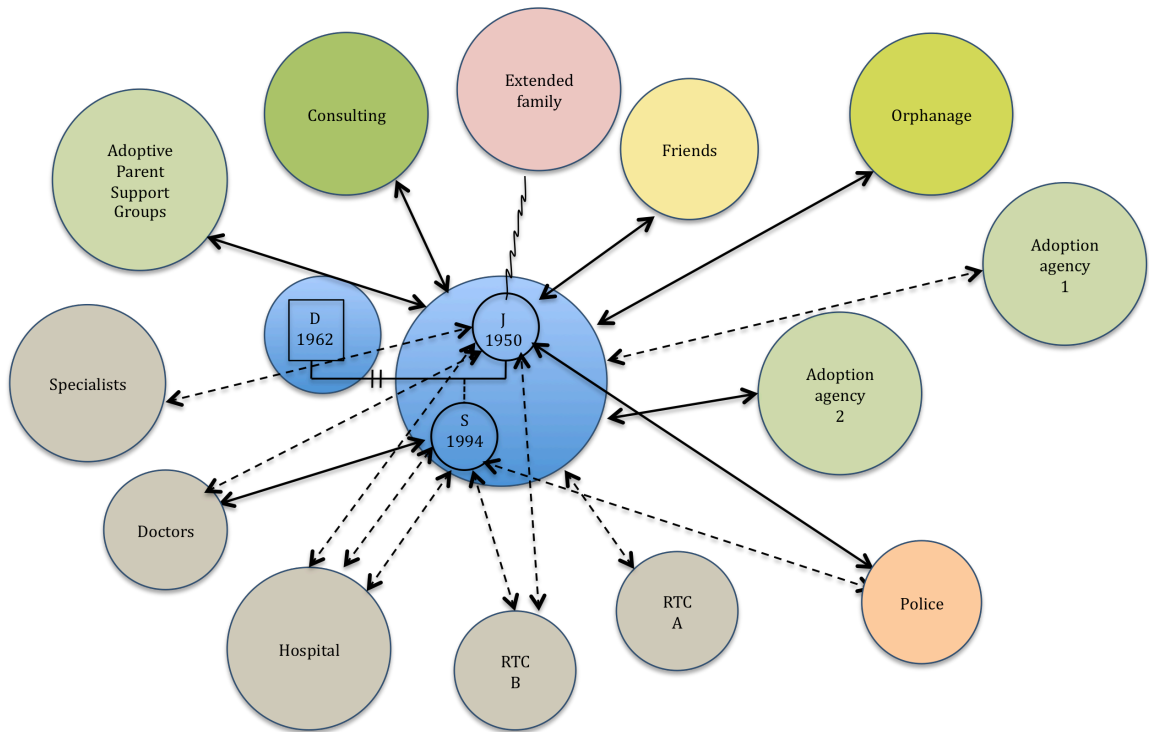 Extended
family
Consulting
Orphanage
Friends
Adoptive
Parent
Support
Groups
Adoption
agency
1
D
1962
J
1950
Specialists
Adoption
agency
2
S
1994
Doctors
RTC
A
Police
Hospital
RTC
B